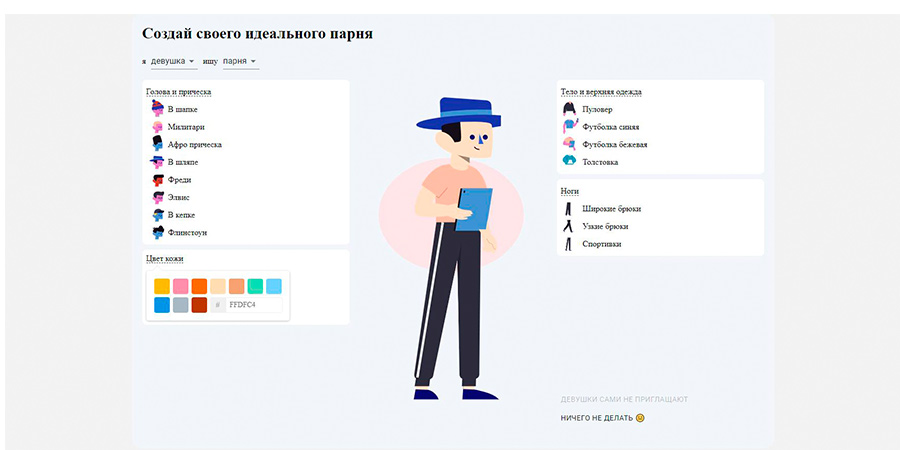 Создай своего идеального парня
я девушка ищу парня
Голова и прическа
В шапке
Милитари
Афро прическа
В шляпе
Фреди
Элвис
В кепке
Флинстоун
Цвет кожи
# FFDFC4
Тело и верхняя одежда
Пуловер
Футболка синяя
Футболка бежевая
Толстовка
Ноги
Широкие брюки
Узкие брюки
Спортивки
ДЕВУШКИ САМИ НЕ ПРИГЛАШАЮТ
НИЧЕГО НЕ ДЕЛАТЬ 😐